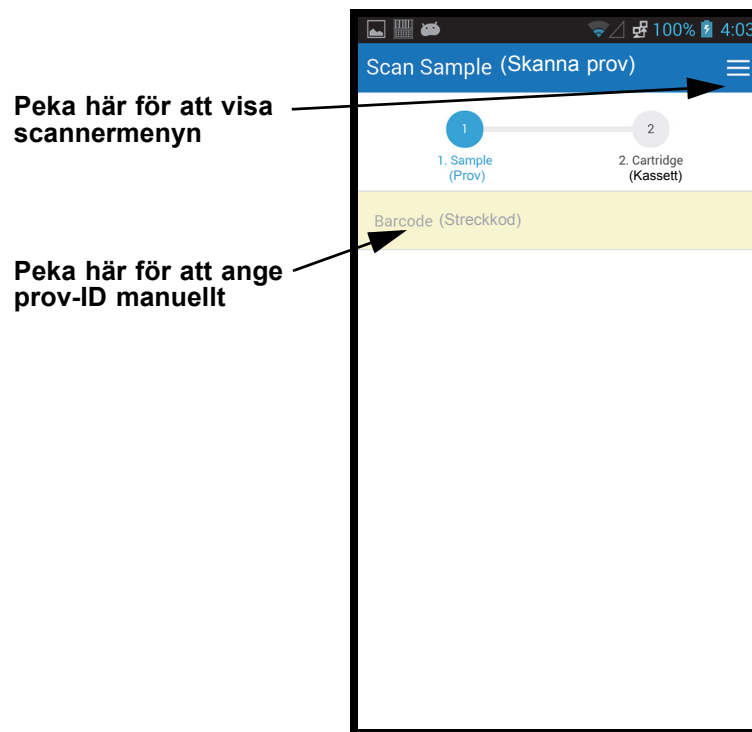 100% 4:03
Scan Sample (Skanna prov)
Peka här för att visa
scannermenyn
1 2
1. Sample 2. Cartridge
(Prov) (Kassett)
Barcode (Streckkod)
Peka här för att ange
prov-ID manuellt